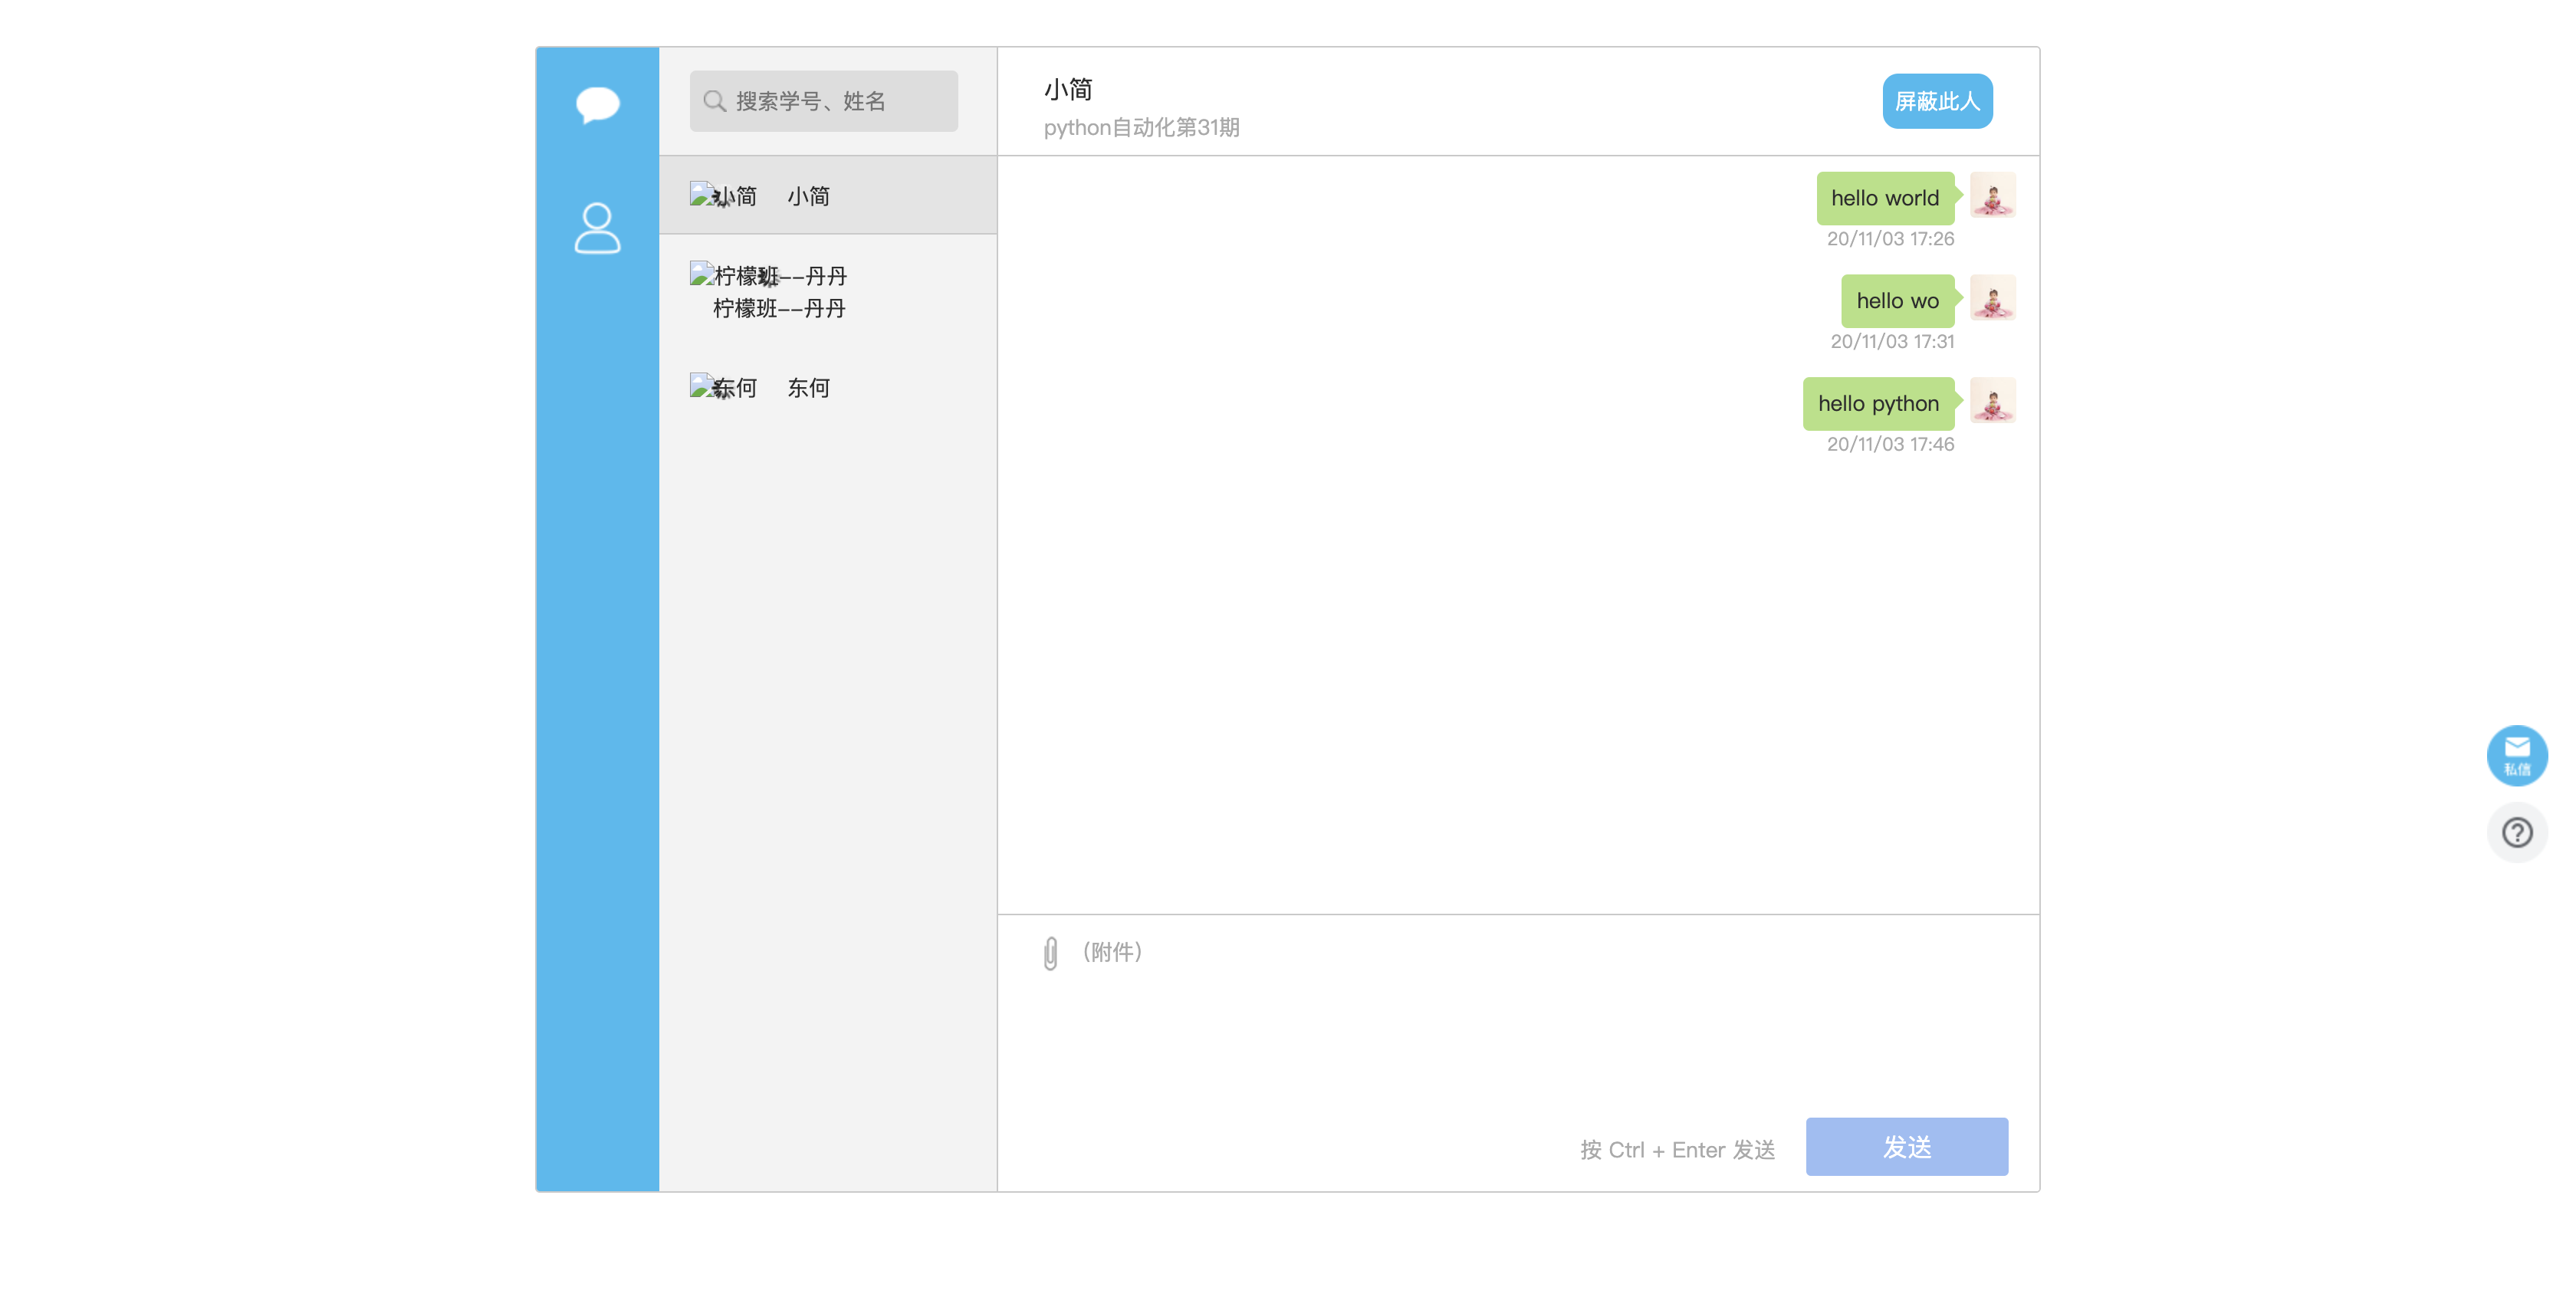 搜索学号、姓名
小简 小简
柠檬班--丹丹
柠檬班--丹丹
东何 东何
小简
python自动化第31期
屏蔽此人
hello world
20/11/03 17:26
hello wo
20/11/03 17:31
hello python
20/11/03 17:46
（附件）
按 Ctrl + Enter 发送
发送
私信